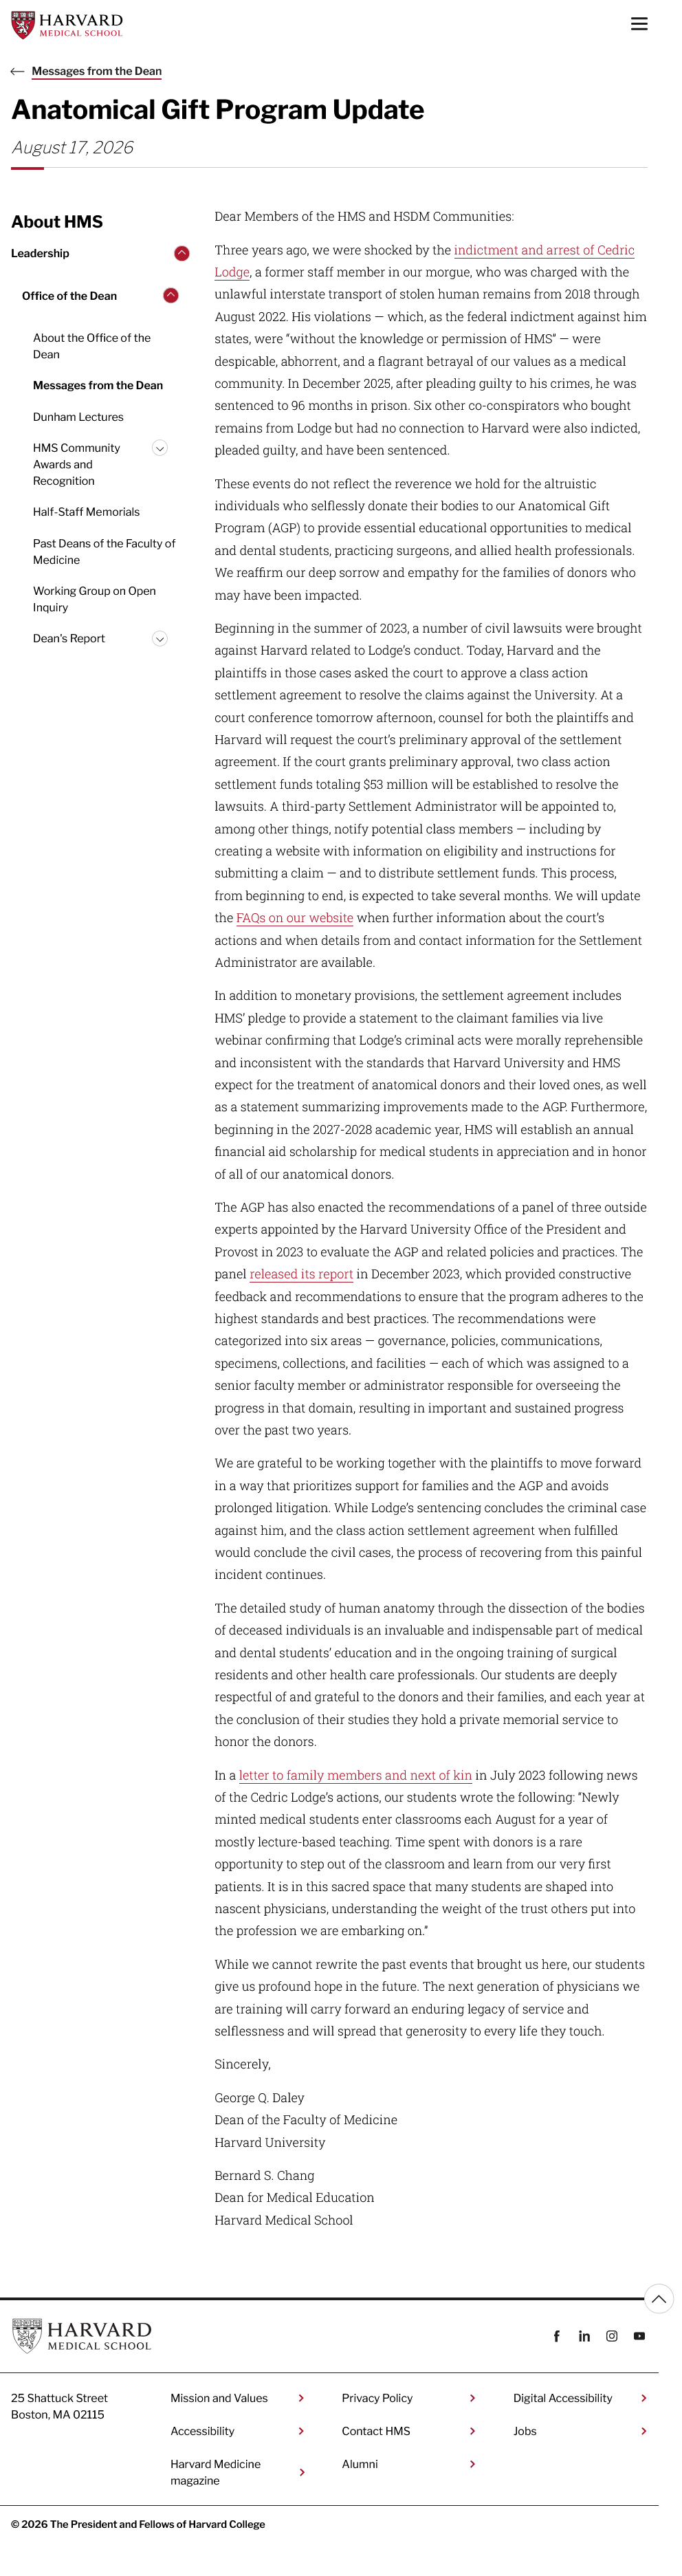 HARVARD
MEDICAL SCHOOL
Messages from the Dean
Anatomical Gift Program Update
August 17, 2026
About HMS
Leadership
Office of the Dean
About the Office of the
Dean
Messages from the Dean
Dunham Lectures
HMS Community
Awards and
Recognition
Half-Staff Memorials
Past Deans of the Faculty of
Medicine
Working Group on Open
Inquiry
Dean's Report
Dear Members of the HMS and HSDM Communities:
Three years ago, we were shocked by the indictment and arrest of Cedric
Lodge, a former staff member in our morgue, who was charged with the
unlawful interstate transport of stolen human remains from 2018 through
August 2022. His violations — which, as the federal indictment against him
states, were “without the knowledge or permission of HMS” — were
despicable, abhorrent, and a flagrant betrayal of our values as a medical
community. In December 2025, after pleading guilty to his crimes, he was
sentenced to 96 months in prison. Six other co-conspirators who bought
remains from Lodge but had no connection to Harvard were also indicted,
pleaded guilty, and have been sentenced.
These events do not reflect the reverence we hold for the altruistic
individuals who selflessly donate their bodies to our Anatomical Gift
Program (AGP) to provide essential educational opportunities to medical
and dental students, practicing surgeons, and allied health professionals.
We reaffirm our deep sorrow and empathy for the families of donors who
may have been impacted.
Beginning in the summer of 2023, a number of civil lawsuits were brought
against Harvard related to Lodge’s conduct. Today, Harvard and the
plaintiffs in those cases asked the court to approve a class action
settlement agreement to resolve the claims against the University. At a
court conference tomorrow afternoon, counsel for both the plaintiffs and
Harvard will request the court’s preliminary approval of the settlement
agreement. If the court grants preliminary approval, two class action
settlement funds totaling $53 million will be established to resolve the
lawsuits. A third-party Settlement Administrator will be appointed to,
among other things, notify potential class members — including by
creating a website with information on eligibility and instructions for
submitting a claim — and to distribute settlement funds. This process,
from beginning to end, is expected to take several months. We will update
the FAQs on our website when further information about the court’s
actions and when details from and contact information for the Settlement
Administrator are available.
In addition to monetary provisions, the settlement agreement includes
HMS’ pledge to provide a statement to the claimant families via live
webinar confirming that Lodge’s criminal acts were morally reprehensible
and inconsistent with the standards that Harvard University and HMS
expect for the treatment of anatomical donors and their loved ones, as well
as a statement summarizing improvements made to the AGP. Furthermore,
beginning in the 2027-2028 academic year, HMS will establish an annual
financial aid scholarship for medical students in appreciation and in honor
of all of our anatomical donors.
The AGP has also enacted the recommendations of a panel of three outside
experts appointed by the Harvard University Office of the President and
Provost in 2023 to evaluate the AGP and related policies and practices. The
panel released its report in December 2023, which provided constructive
feedback and recommendations to ensure that the program adheres to the
highest standards and best practices. The recommendations were
categorized into six areas — governance, policies, communications,
specimens, collections, and facilities — each of which was assigned to a
senior faculty member or administrator responsible for overseeing the
progress in that domain, resulting in important and sustained progress
over the past two years.
We are grateful to be working together with the plaintiffs to move forward
in a way that prioritizes support for families and the AGP and avoids
prolonged litigation. While Lodge’s sentencing concludes the criminal case
against him, and the class action settlement agreement when fulfilled
would conclude the civil cases, the process of recovering from this painful
incident continues.
The detailed study of human anatomy through the dissection of the bodies
of deceased individuals is an invaluable and indispensable part of medical
and dental students’ education and in the ongoing training of surgical
residents and other health care professionals. Our students are deeply
respectful of and grateful to the donors and their families, and each year at
the conclusion of their studies they hold a private memorial service to
honor the donors.
In a letter to family members and next of kin in July 2023 following news
of the Cedric Lodge’s actions, our students wrote the following: “Newly
minted medical students enter classrooms each August for a year of
mostly lecture-based teaching. Time spent with donors is a rare
opportunity to step out of the classroom and learn from our very first
patients. It is in this sacred space that many students are shaped into
nascent physicians, understanding the weight of the trust others put into
the profession we are embarking on.”
While we cannot rewrite the past events that brought us here, our students
give us profound hope in the future. The next generation of physicians we
are training will carry forward an enduring legacy of service and
selflessness and will spread that generosity to every life they touch.
Sincerely,
George Q. Daley
Dean of the Faculty of Medicine
Harvard University
Bernard S. Chang
Dean for Medical Education
Harvard Medical School
HARVARD
MEDICAL SCHOOL
25 Shattuck Street
Boston, MA 02115
Mission and Values
Accessibility
Harvard Medicine
magazine
Privacy Policy
Contact HMS
Alumni
Digital Accessibility
Jobs
© 2026 The President and Fellows of Harvard College